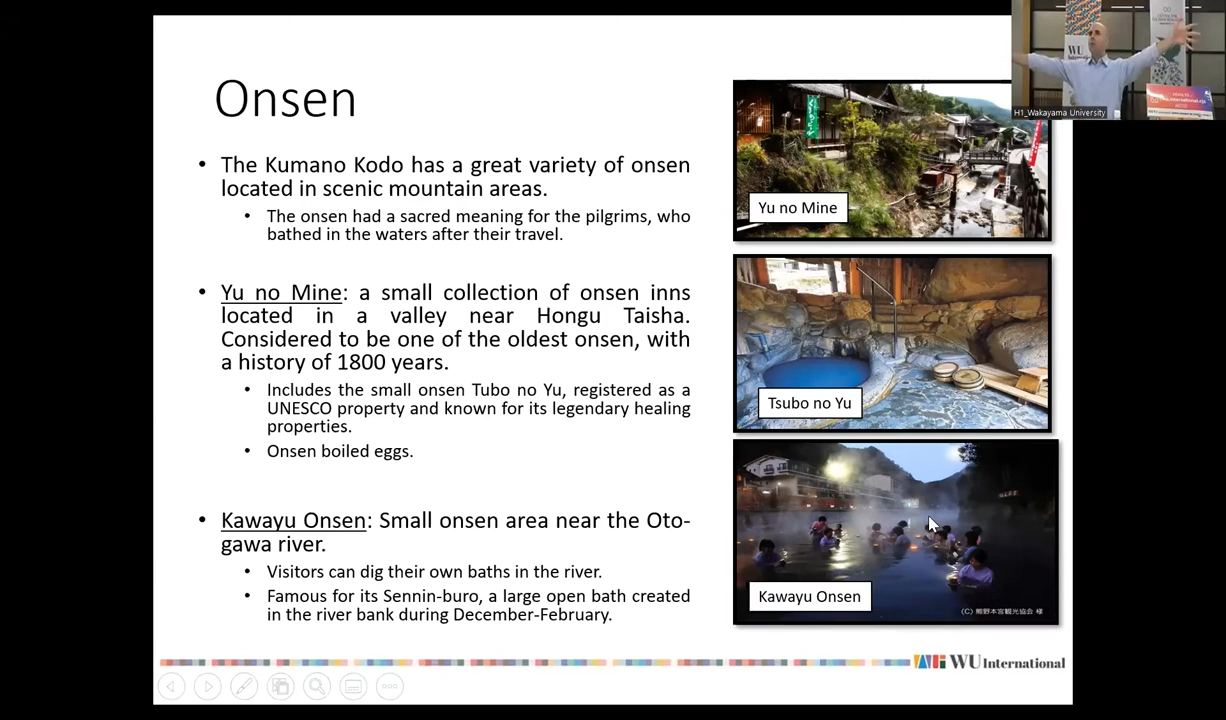 Onsen
• The Kumano Kodo has a great variety of onsen
located in scenic mountain areas.
• The onsen had a sacred meaning for the pilgrims, who
bathed in the waters after their travel.
• Yu no Mine: a small collection of onsen inns
located in a valley near Hongu Taisha.
Considered to be one of the oldest onsen, with
a history of 1800 years.
• Includes the small onsen Tubo no Yu, registered as a
UNESCO property and known for its legendary healing
properties.
• Onsen boiled eggs.
• Kawayu Onsen: Small onsen area near the Oto-
gawa river.
• Visitors can dig their own baths in the river.
• Famous for its Sennin-buro, a large open bath created
in the river bank during December-February.
Yu no Mine
Tsubo no Yu
Kawayu Onsen
(C) 熊野本宮観光協会 様
WU International
WU
International
H1_Wakayama University